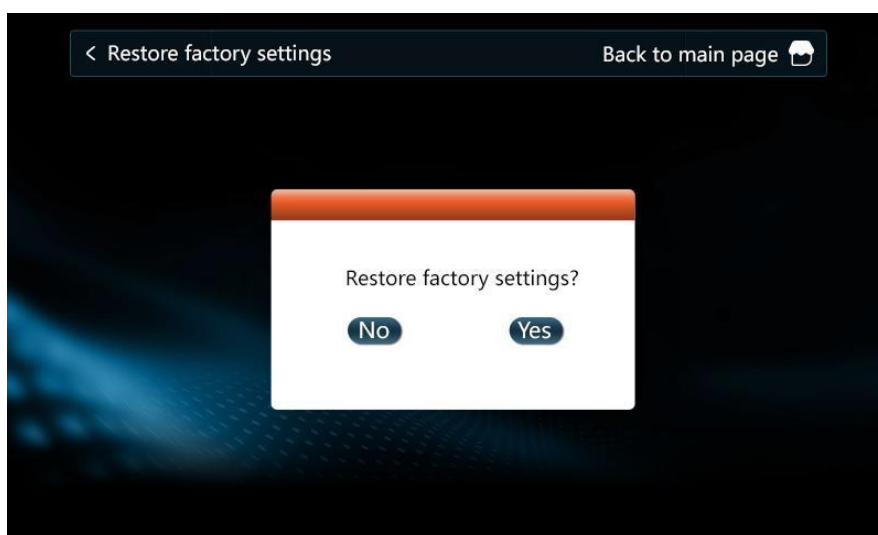 < Restore factory settings
Back to main page
Restore factory settings?
No
Yes